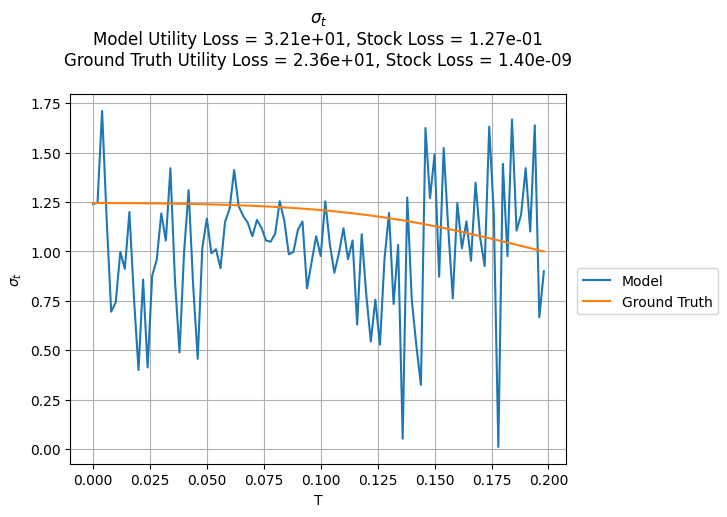 σₜ
Model Utility Loss = 3.21e+01, Stock Loss = 1.27e-01
Ground Truth Utility Loss = 2.36e+01, Stock Loss = 1.40e-09
σₜ
1.75
1.50
1.25
1.00
0.75
0.50
0.25
0.00
0.000 0.025 0.050 0.075 0.100 0.125 0.150 0.175 0.200
T
Model
Ground Truth